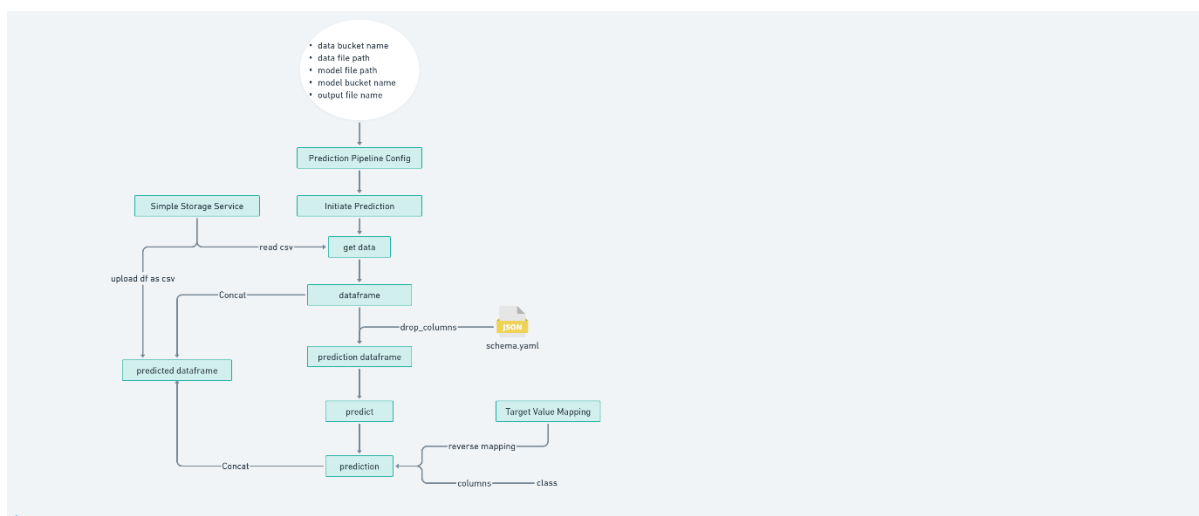 • data bucket name
• data file path
• model file path
• model bucket name
• output file name
Prediction Pipeline Config
Simple Storage Service
Initiate Prediction
read csv
get data
upload df as csv
Concat
dataframe
JSON
drop_columns
schema.yaml
prediction dataframe
predicted dataframe
predict
Target Value Mapping
reverse mapping
Concat
prediction
columns
class